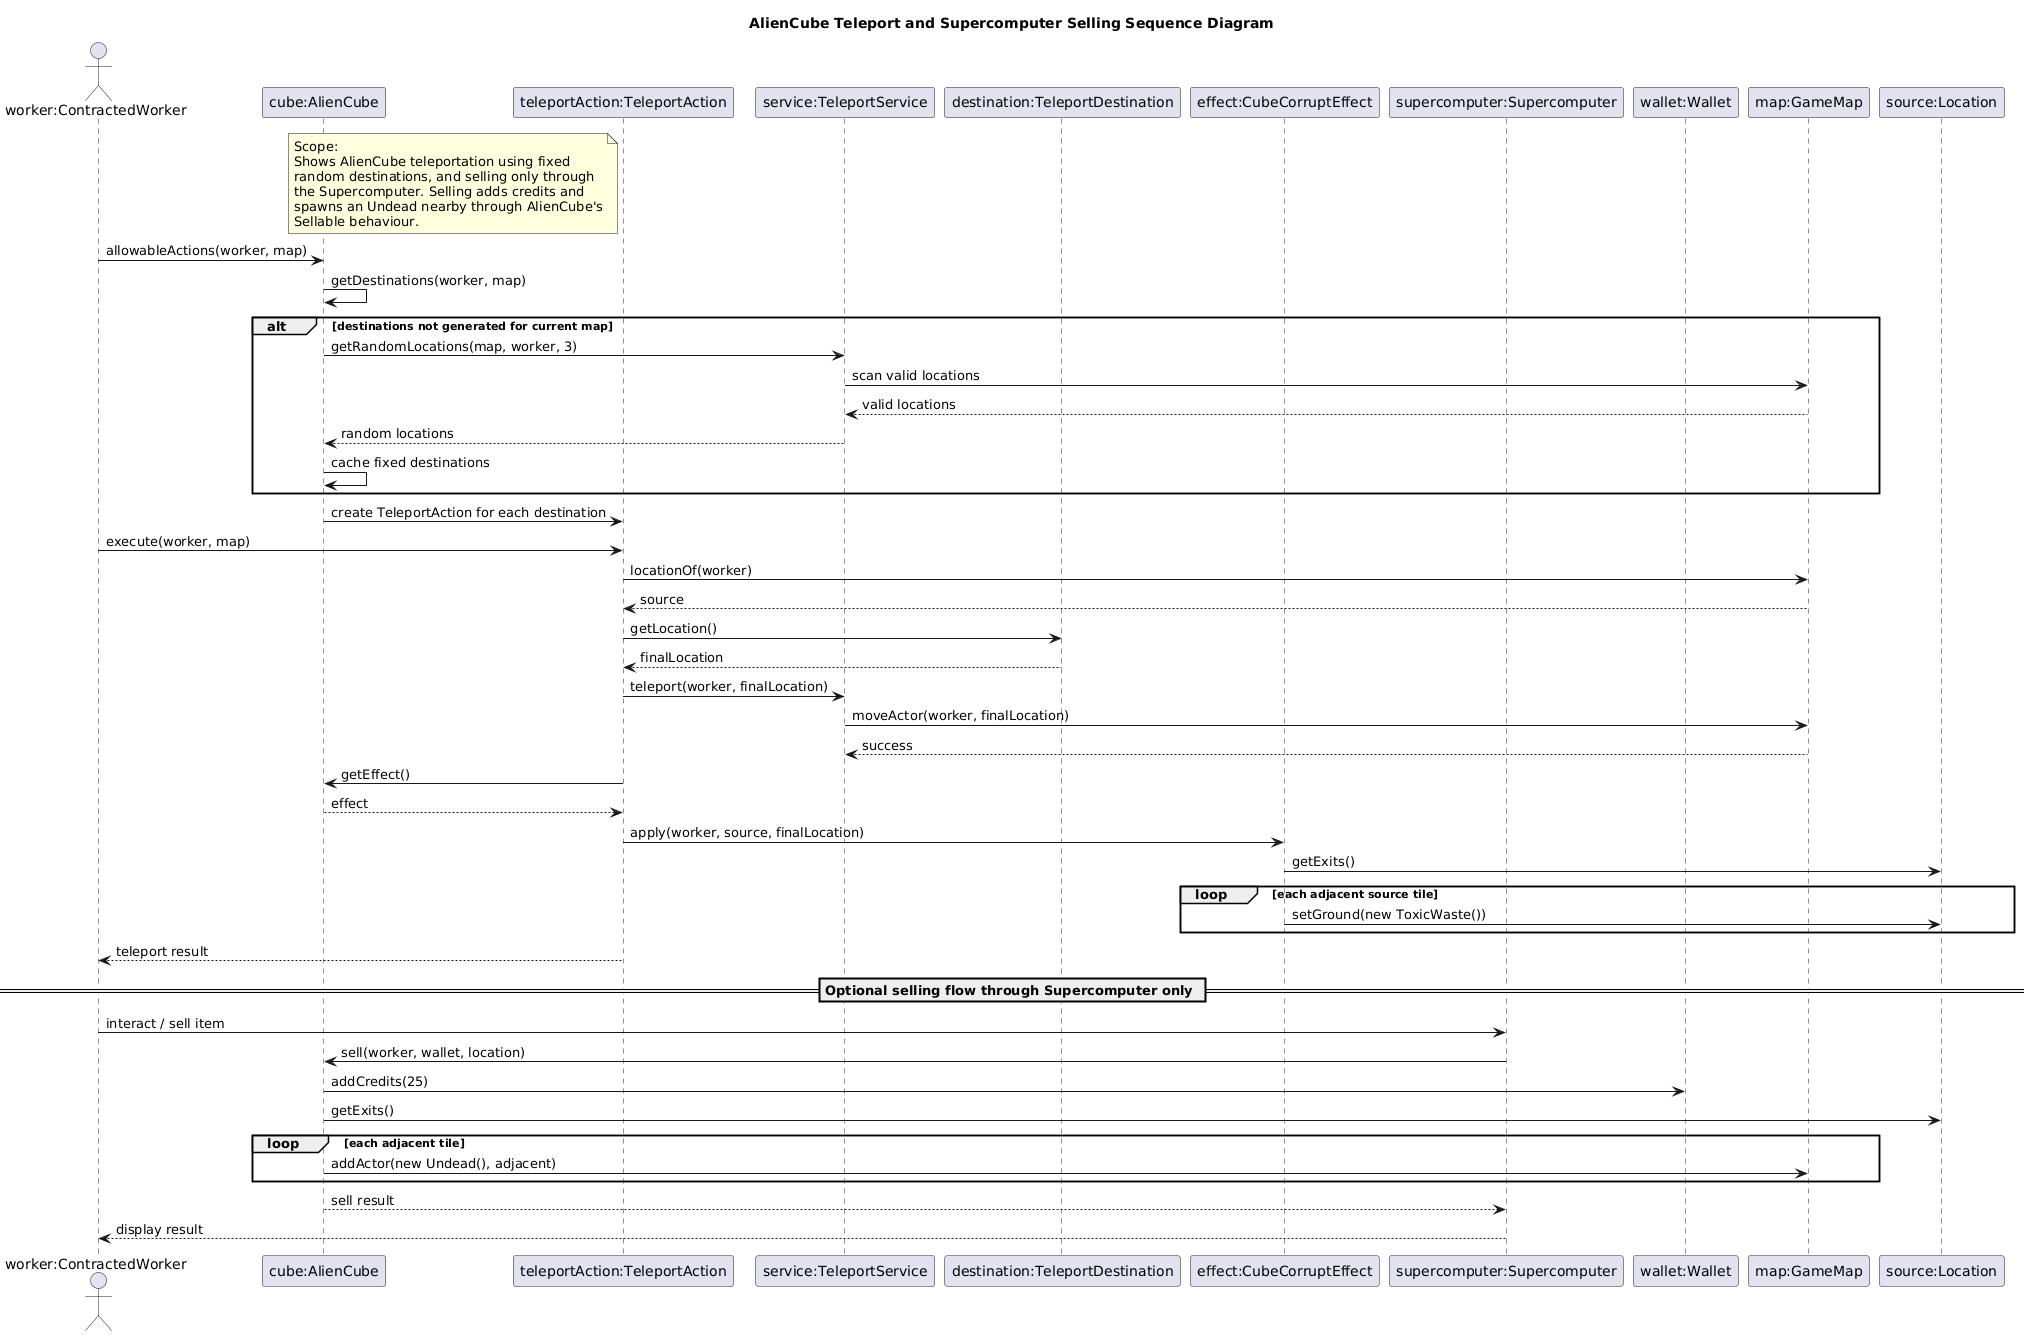 AlienCube Teleport and Supercomputer Selling Sequence Diagram
worker:ContractedWorker
cube:AlienCube
teleportAction:TeleportAction
service:TeleportService
destination:TeleportDestination
effect:CubeCorruptEffect
supercomputer:Supercomputer
wallet:Wallet
map:GameMap
source:Location
Scope:
Shows AlienCube teleportation using fixed
random destinations, and selling only through
the Supercomputer. Selling adds credits and
spawns an Undead nearby through AlienCube's
Sellable behaviour.
allowableActions(worker, map)
getDestinations(worker, map)
alt [destinations not generated for current map]
getRandomLocations(map, worker, 3)
scan valid locations
valid locations
random locations
cache fixed destinations
create TeleportAction for each destination
execute(worker, map)
locationOf(worker)
source
getLocation()
finalLocation
teleport(worker, finalLocation)
moveActor(worker, finalLocation)
success
getEffect()
effect
apply(worker, source, finalLocation)
getExits()
loop [each adjacent source tile]
setGround(new ToxicWaste())
teleport result
Optional selling flow through Supercomputer only
interact / sell item
sell(worker, wallet, location)
addCredits(25)
getExits()
loop [each adjacent tile]
addActor(new Undead(), adjacent)
sell result
display result
worker:ContractedWorker
cube:AlienCube
teleportAction:TeleportAction
service:TeleportService
destination:TeleportDestination
effect:CubeCorruptEffect
supercomputer:Supercomputer
wallet:Wallet
map:GameMap
source:Location